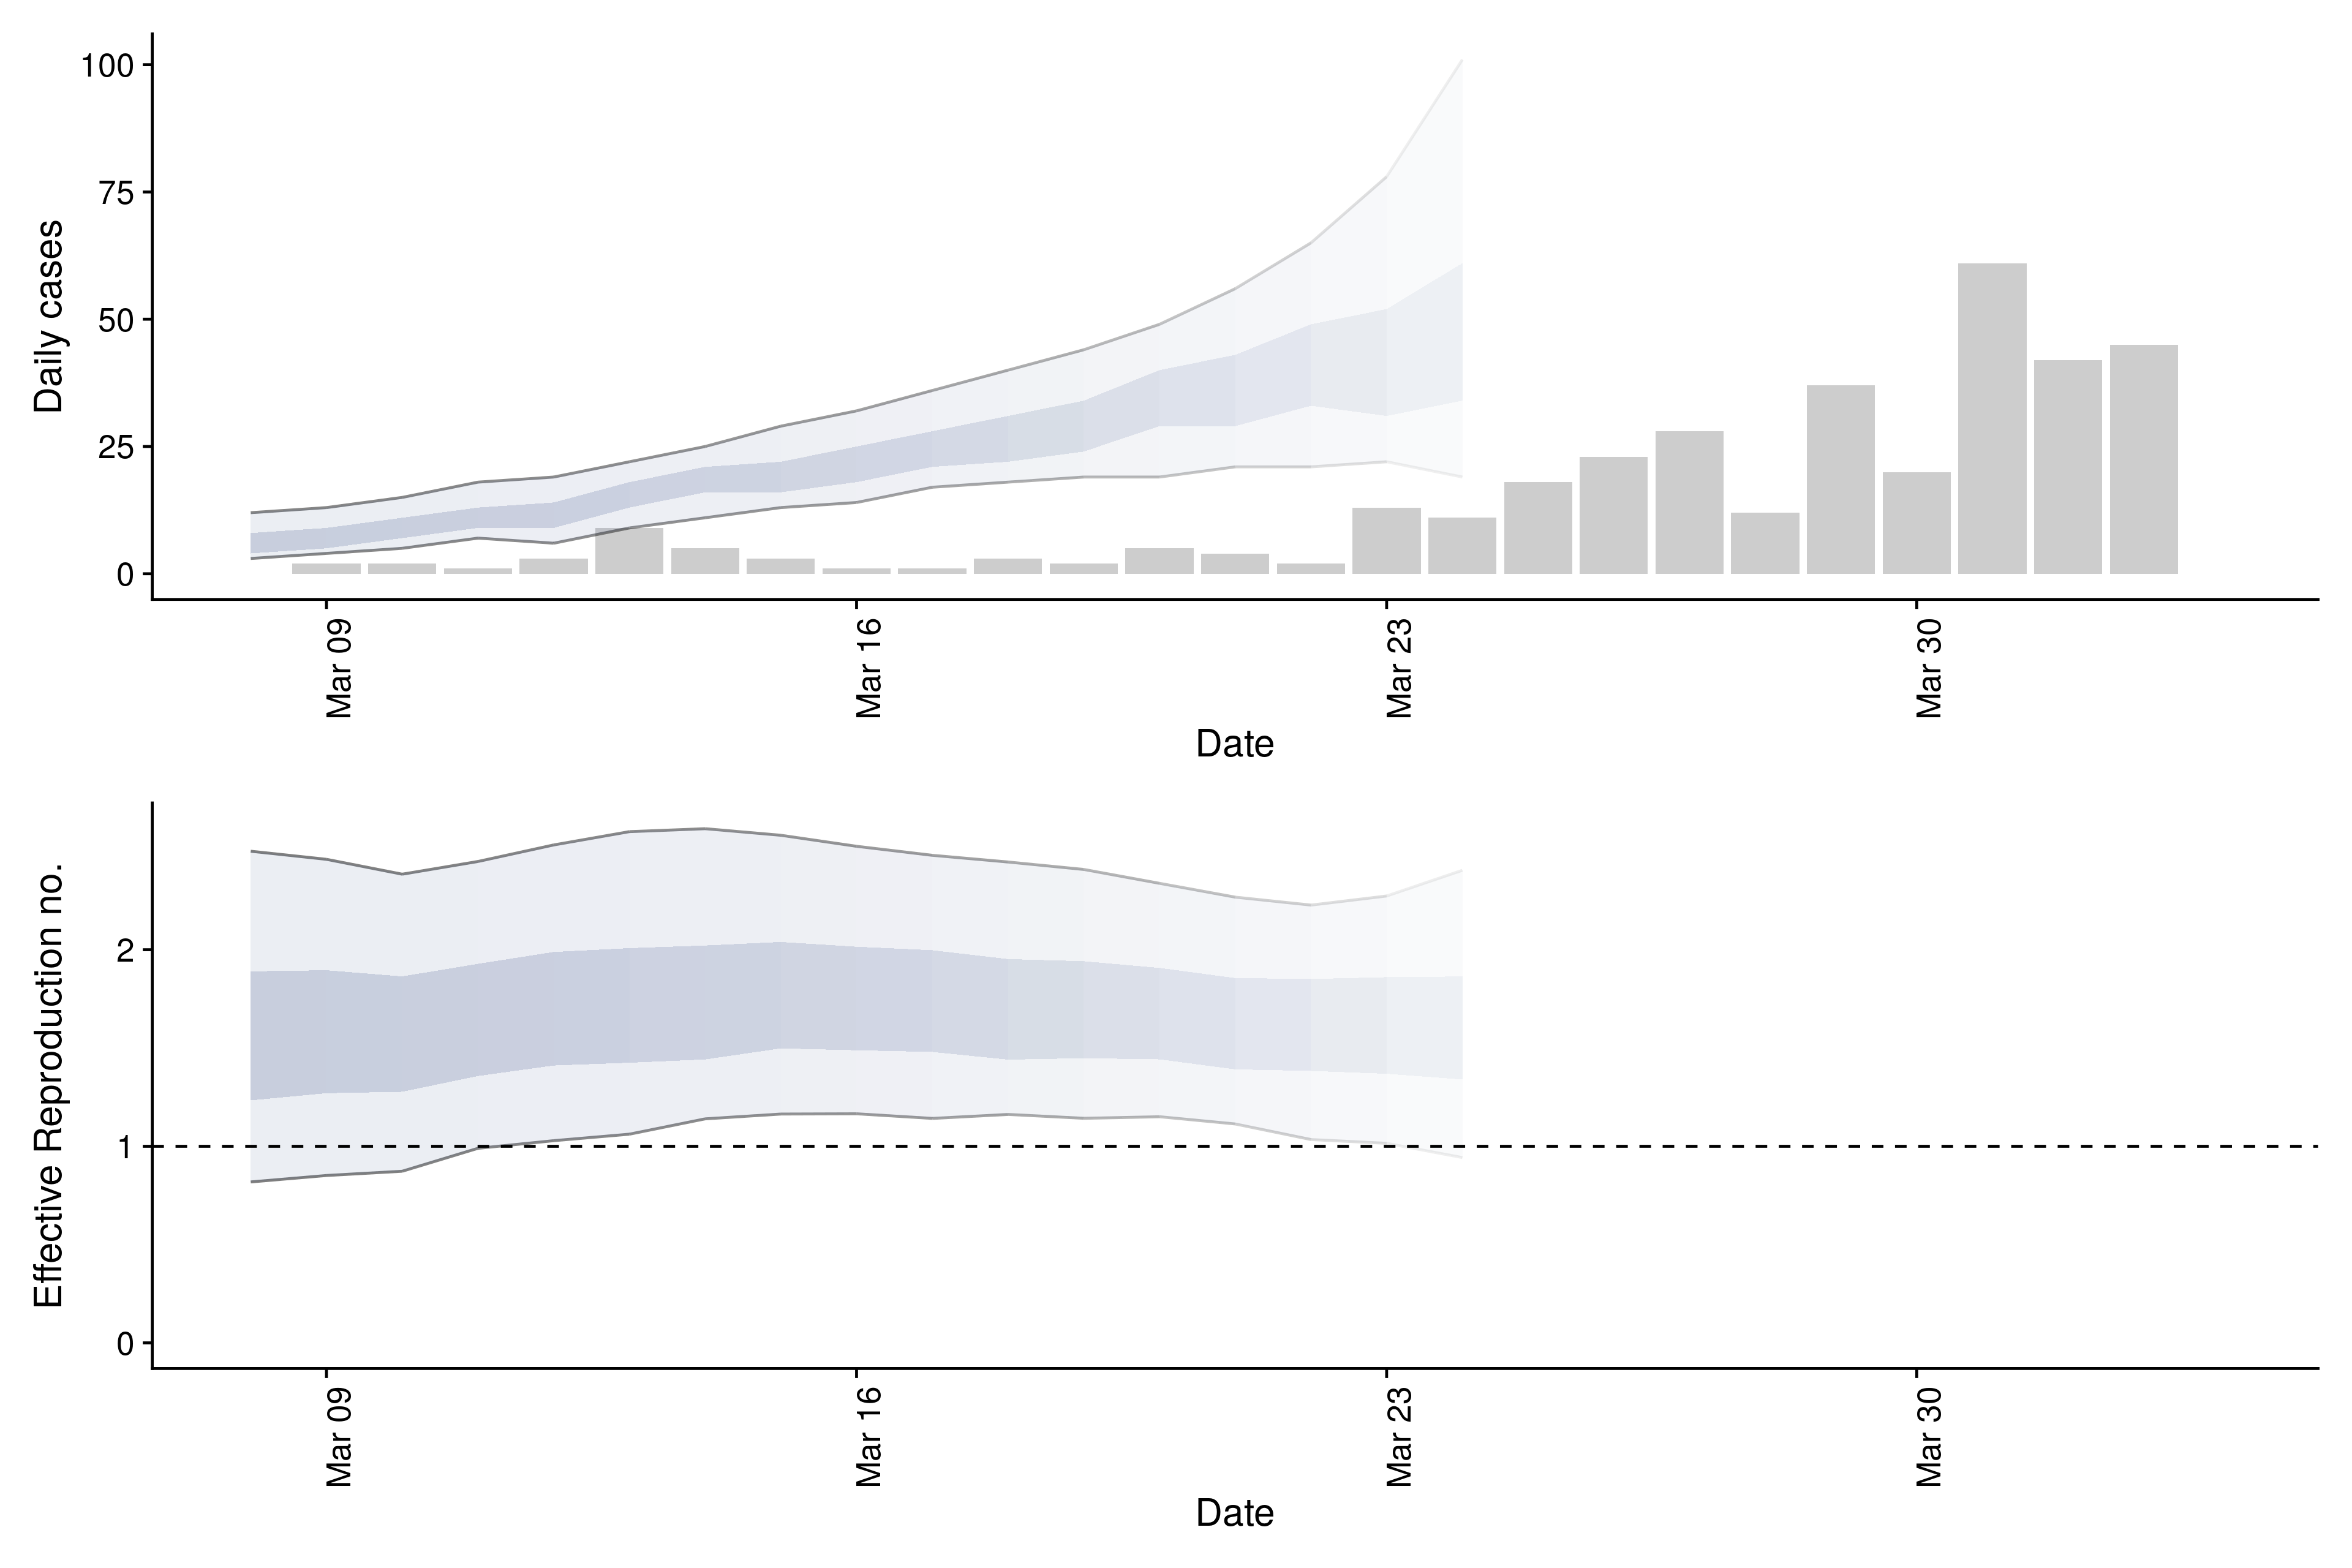 Daily cases
100
75
50
25
0
Mar 09
Mar 16
Mar 23
Mar 30
Date
Effective Reproduction no.
2
1
0
Mar 09
Mar 16
Mar 23
Mar 30
Date